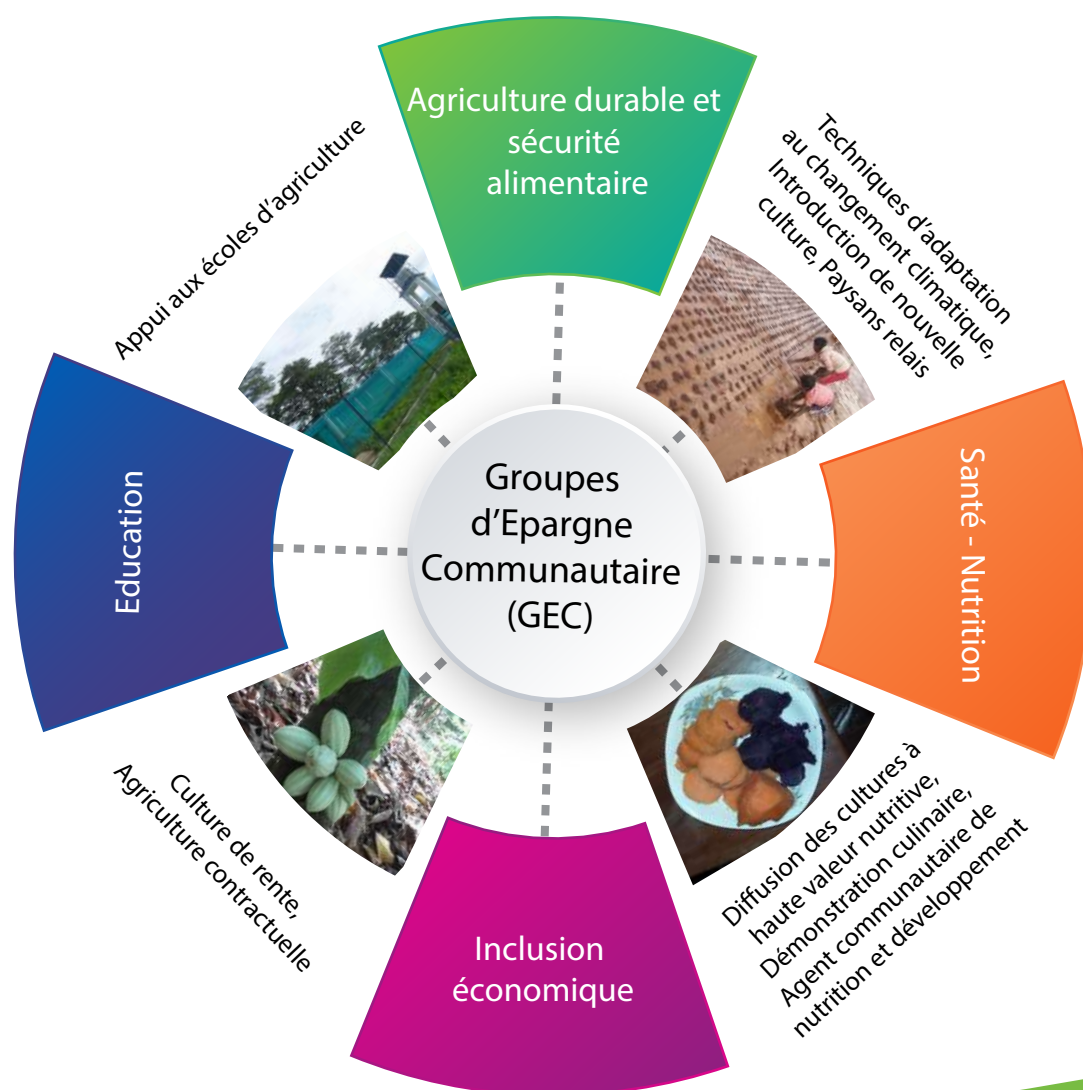 Agriculture durable et
sécurité
alimentaire
Appui aux écoles d’agriculture
Techniques d’adaptation
au changement climatique,
Introduction de nouvelle
culture, Paysans relais
Education
Groupes
d’Epargne
Communautaire
(GEC)
Santé - Nutrition
Culture de rente,
Agriculture contractuelle
Inclusion
économique
Diffusion des cultures à
haute valeur nutritive,
Démonstration culinaire,
Agent communautaire de
nutrition et développement